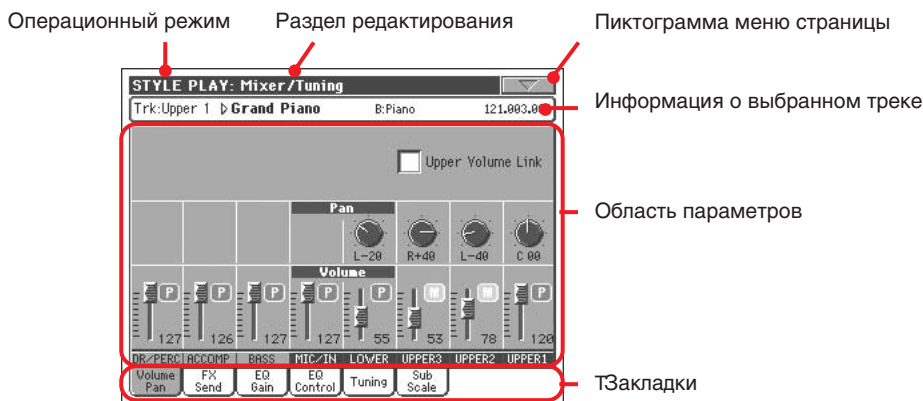 Операционный режим
Раздел редактирования
Пиктограмма меню страницы
STYLE PLAY: Mixer/Tuning
Trk:Upper 1 ▷Grand Piano B:Piano 121.003.0
Информация о выбранном треке
Upper Volume Link
Область параметров
Pan
L-20 R+40 L-40 C 00
Volume
P P P P P M M P
127 126 127 127 55 53 78 120
DR/PERC ACCOMP BASS MIC/IN LOWER UPPER3 UPPER2 UPPER1
Volume Pan
FX Send
EQ Gain
EQ Control
Tuning
Sub Scale
TЗакладки